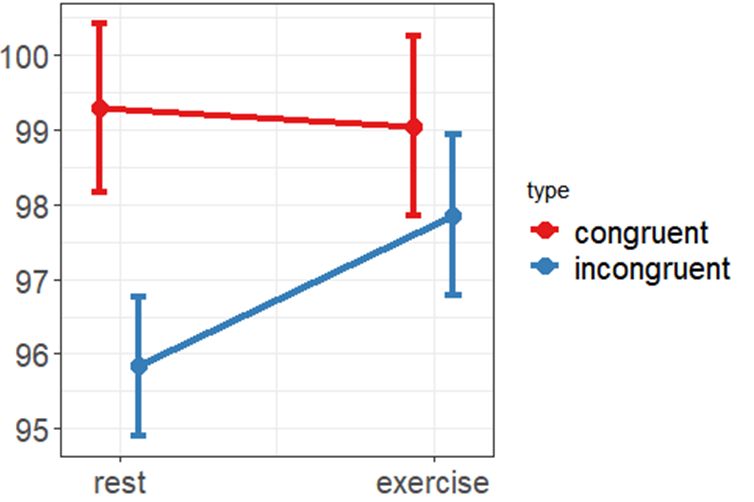 100
99
98
97
96
95
rest exercise
type
congruent
incongruent